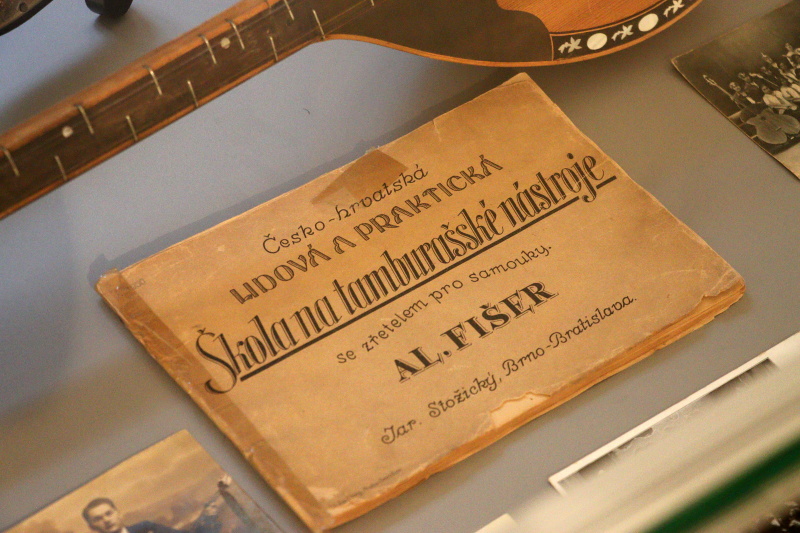 Česko-hrvatská
LIDOVÁ A PRAKTICKÁ
Škola na tamburašské nástroje
se zřetelem pro samouky.
AL. FIŠER
Jar. Stožický, Brno-Bratislava.